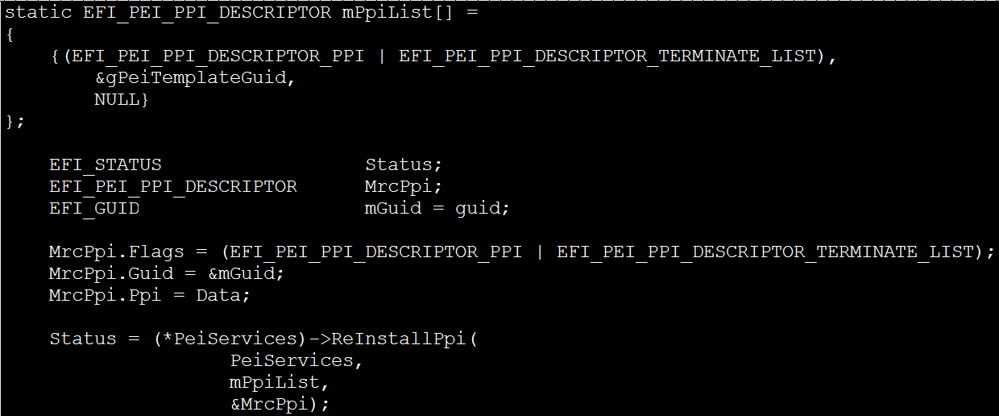 static EFI_PEI_PPI_DESCRIPTOR mPpiList[] =
{
    {(EFI_PEI_PPI_DESCRIPTOR_PPI | EFI_PEI_PPI_DESCRIPTOR_TERMINATE_LIST),
        &gPeiTemplateGuid,
        NULL}
};

    EFI_STATUS                  Status;
    EFI_PEI_PPI_DESCRIPTOR      MrcPpi;
    EFI_GUID                    mGuid = guid;

    MrcPpi.Flags = (EFI_PEI_PPI_DESCRIPTOR_PPI | EFI_PEI_PPI_DESCRIPTOR_TERMINATE_LIST);
    MrcPpi.Guid = &mGuid;
    MrcPpi.Ppi = Data;

    Status = (*PeiServices)->ReInstallPpi(
                    PeiServices,
                    mPpiList,
                    &MrcPpi);